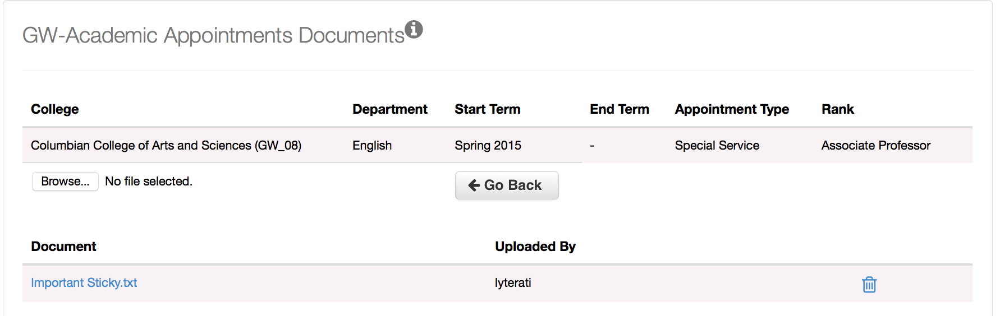 GW-Academic Appointments Documents
College Department Start Term End Term Appointment Type Rank
Columbian College of Arts and Sciences (GW_08) English Spring 2015 - Special Service Associate Professor
Browse... No file selected. Go Back
Document Uploaded By
Important Sticky.txt lyterati